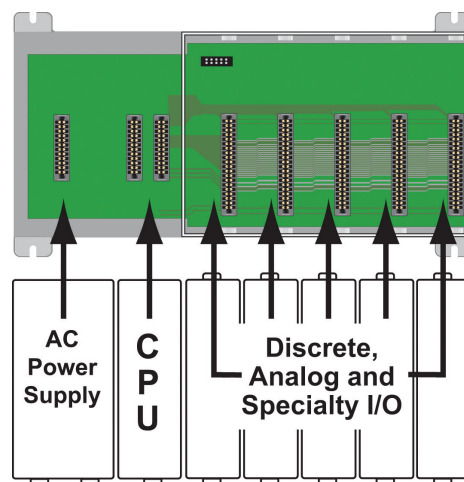 AC
Power
Supply
C
P
U
Discrete,
Analog and
Specialty I/O